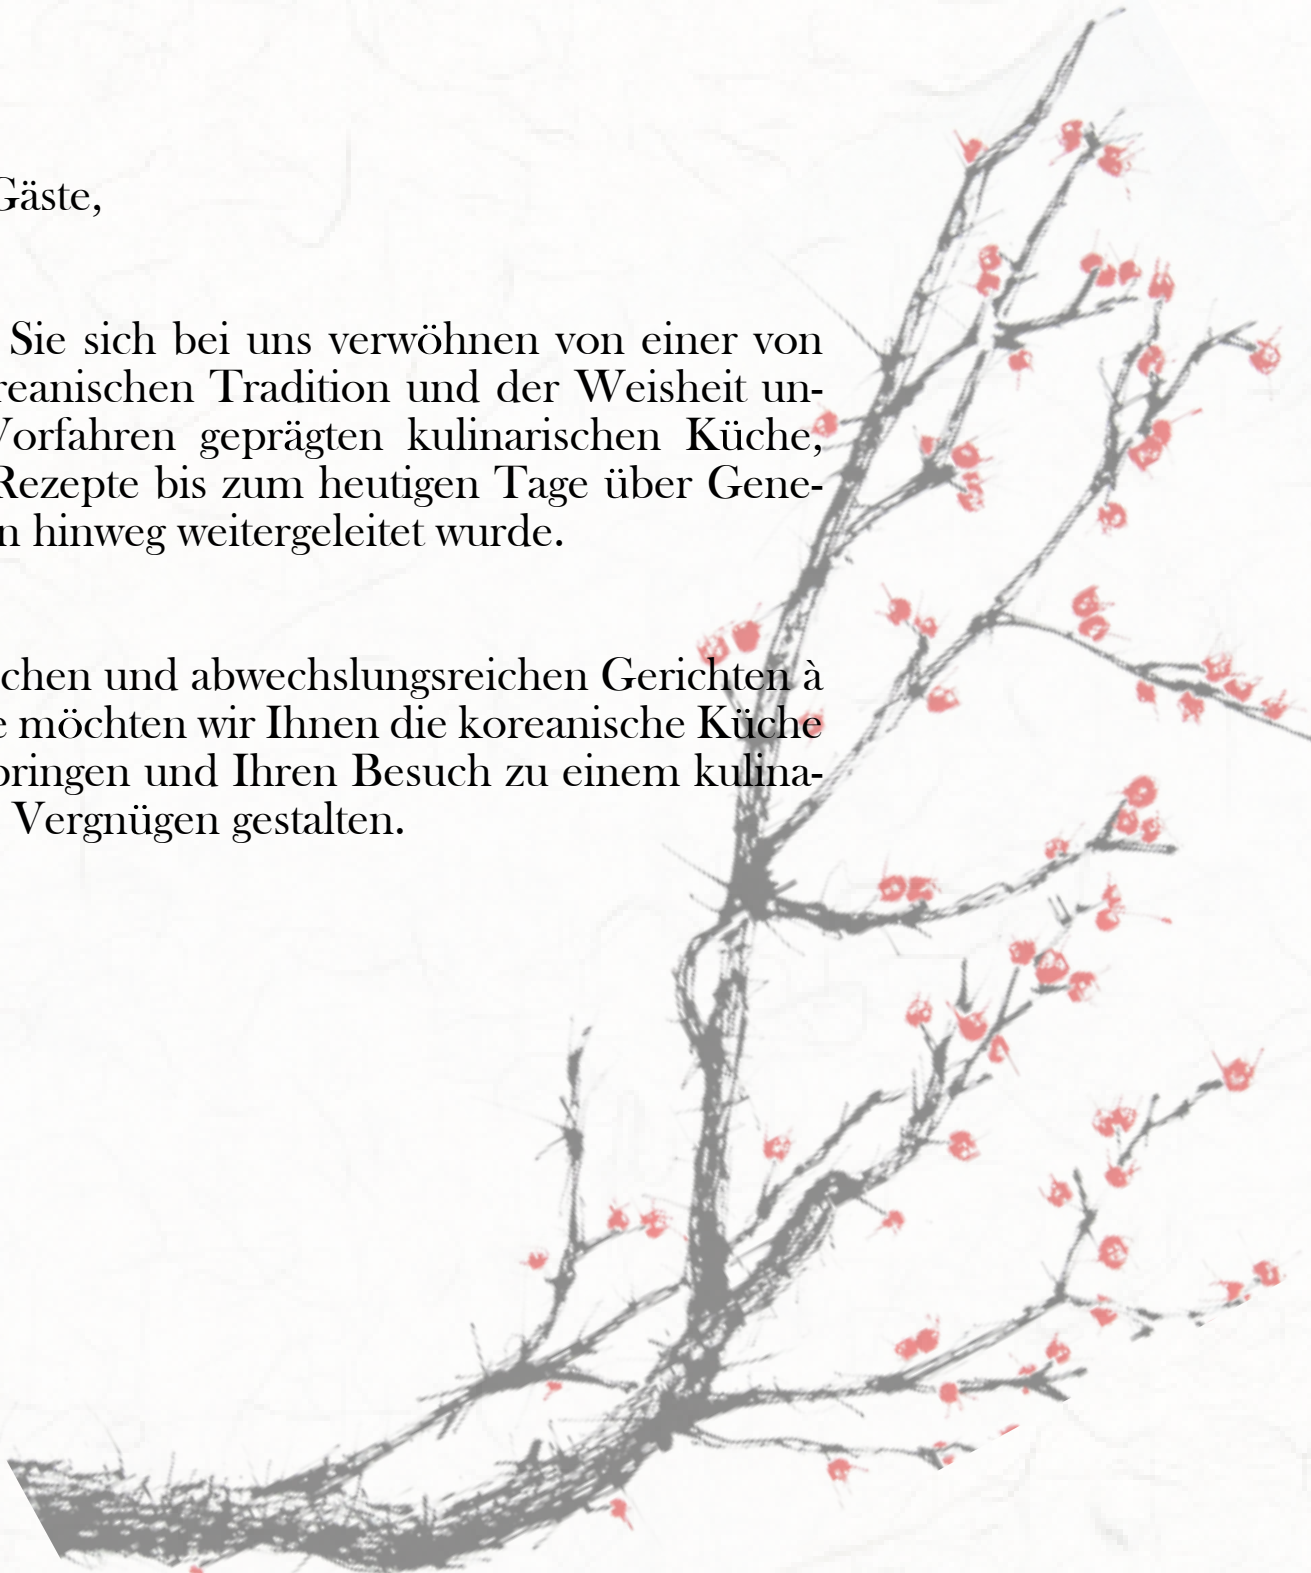 Gäste,
Sie sich bei uns verwöhnen von einer von
reanischen Tradition und der Weisheit un-
Vorfahren geprägten kulinarischen Küche,
Rezepte bis zum heutigen Tage über Gene-
n hinweg weitergeleitet wurde.
chen und abwechslungsreichen Gerichten à
e möchten wir Ihnen die koreanische Küche
bringen und Ihren Besuch zu einem kulina-
Vergnügen gestalten.